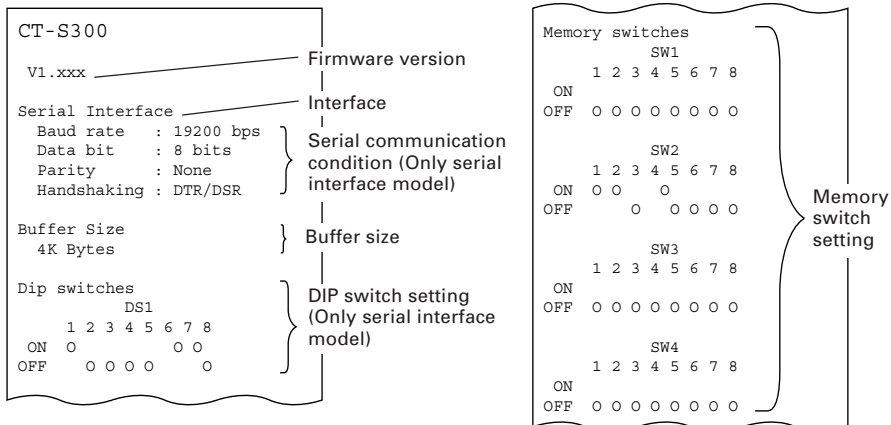 CT-S300
V1.xxx
Firmware version
Serial Interface
Interface
Baud rate : 19200 bps
Data bit : 8 bits
Parity : None
Handshaking : DTR/DSR
Serial communication
condition (Only serial
interface model)
Buffer Size
4K Bytes
Buffer size
Dip switches
DS1
1 2 3 4 5 6 7 8
ON O O O
OFF O O O O O
DIP switch setting
(Only serial interface
model)
Memory switches
SW1
1 2 3 4 5 6 7 8
ON
OFF O O O O O O O O
SW2
1 2 3 4 5 6 7 8
ON O O O
OFF O O O O O
SW3
1 2 3 4 5 6 7 8
ON
OFF O O O O O O O O
SW4
1 2 3 4 5 6 7 8
ON
OFF O O O O O O O O
Memory
switch
setting